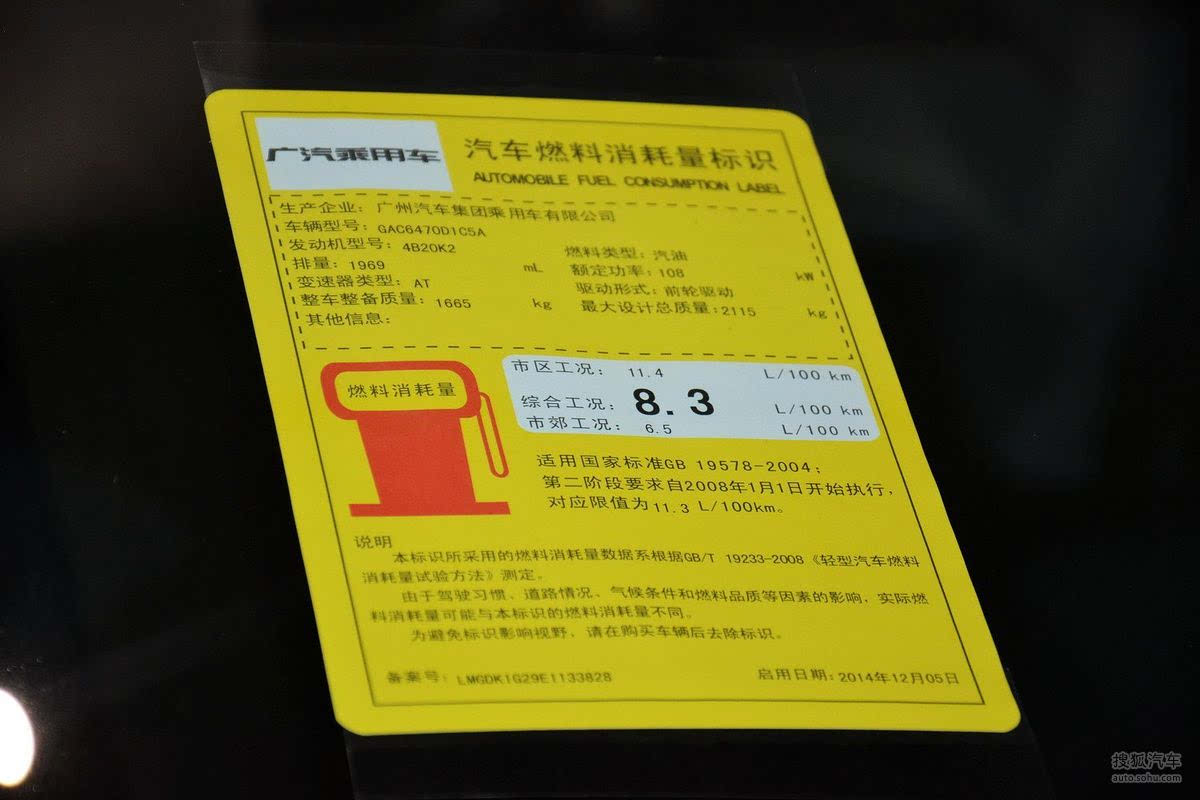 广汽乘用车
汽车燃料消耗量标识
AUTOMOBILE FUEL CONSUMPTION LABEL
生产企业: 广州汽车集团乘用车有限公司
车辆型号: GAC6470D1C5A
发动机型号: 4B20K2
燃料类型: 汽油
排量: 1969 mL
额定功率: 108 kW
变速器类型: AT
驱动形式: 前轮驱动
整车整备质量: 1665 kg
最大设计总质量: 2115 kg
其他信息:
燃料消耗量
市区工况: 11.4 L/100 km
综合工况: 8.3 L/100 km
市郊工况: 6.5 L/100 km
适用国家标准GB 19578-2004;
第二阶段要求自2008年1月1日开始执行,
对应限值为11.3 L/100km。
说明
本标识所采用的燃料消耗量数据系根据GB/T 19233-2008《轻型汽车燃料
消耗量试验方法》测定。
由于驾驶习惯、道路情况、气候条件和燃料品质等因素的影响,实际燃
料消耗量可能与本标识的燃料消耗量不同。
为避免标识影响视野,请在购买车辆后去除标识。
备案号: LMGDK1G29E1133828
启用日期: 2014年12月05日
搜狐汽车
auto.sohu.com